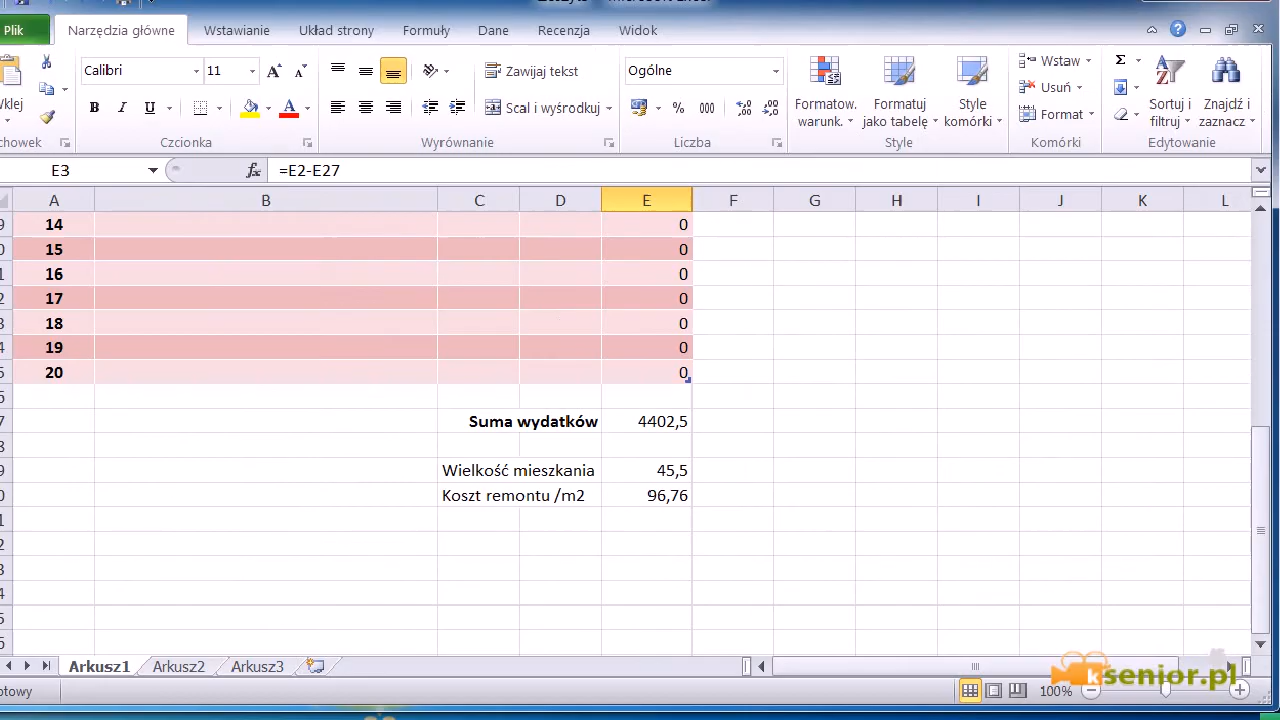 Plik Narzędzia główne Wstawianie Układ strony Formuły Dane Recenzja Widok
Calibri 11 Zawijaj tekst Ogólne Wstaw
Usuń
B I U Scal i wyśrodkuj % 000 Formatow. warunk. Formatuj jako tabelę Style komórki Format Sortuj i filtruj Znajdź i zaznacz
Czcionka Wyrównanie Liczba Style Komórki Edytowanie
E3 fx =E2-E27
A B C D E F G H I J K L
14 0
15 0
16 0
17 0
18 0
19 0
20 0
Suma wydatków 4402,5
Wielkość mieszkania 45,5
Koszt remontu /m2 96,76
Arkusz1 Arkusz2 Arkusz3
ksenior.pl
100%